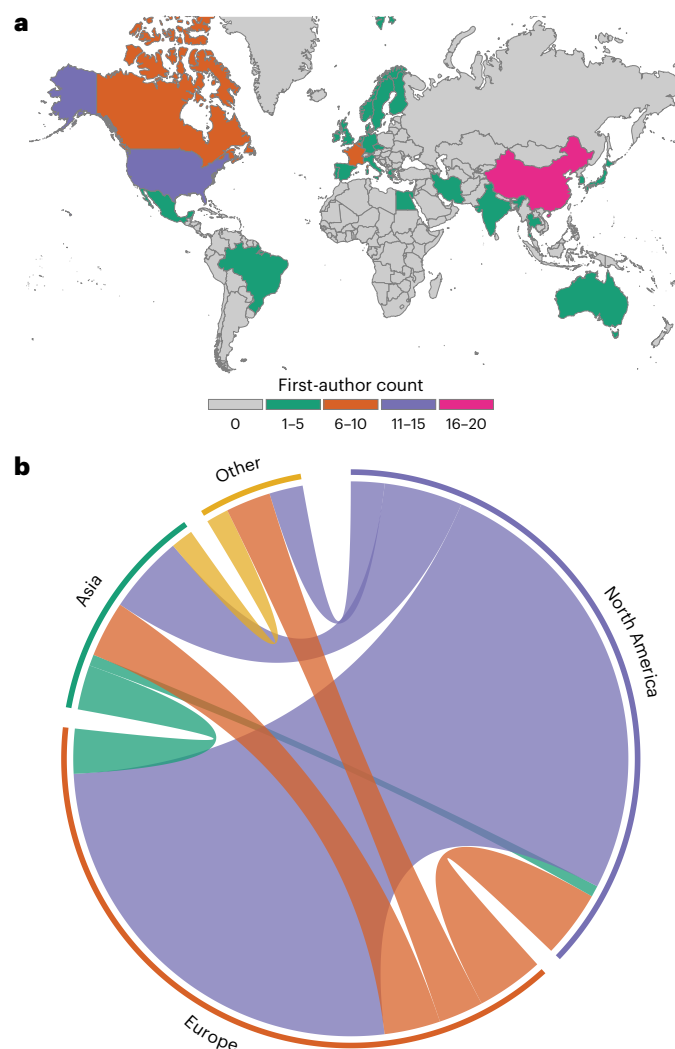 a
First-author count
0 1–5 6–10 11–15 16–20
b
Other
Asia
North America
Europe